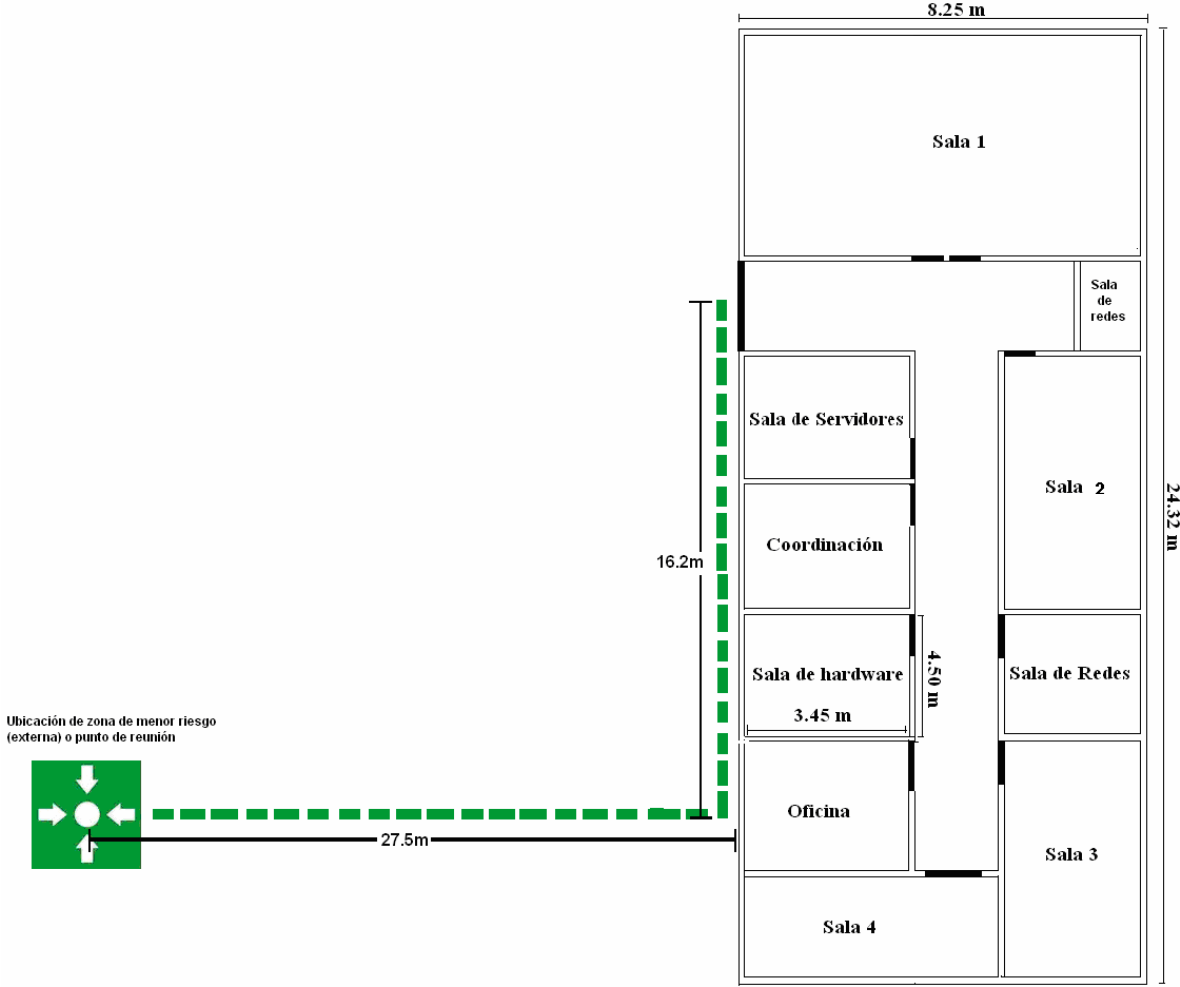 8.25 m
Sala 1
Sala
de
redes
Sala de Servidores
Sala 2
24.32 m
Coordinación
16.2m
Sala de hardware
4.50 m
Sala de Redes
3.45 m
Ubicación de zona de menor riesgo
(externa) o punto de reunión
Oficina
27.5m
Sala 3
Sala 4